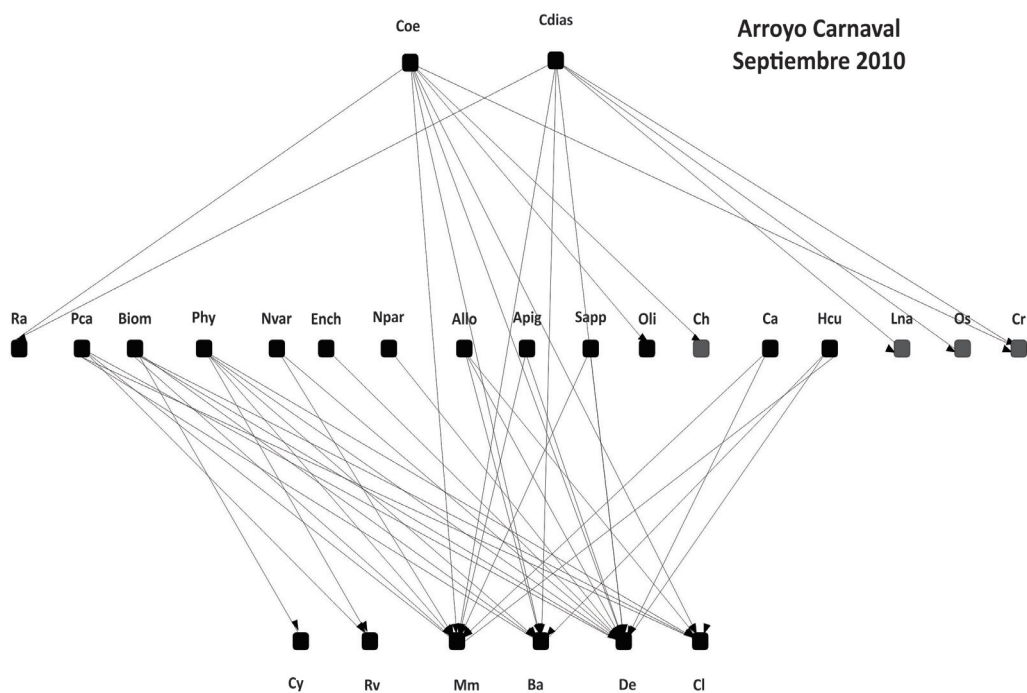 Coe Cdias
Arroyo Carnaval
Septiembre 2010
Ra Pca Biom Phy Nvar Ench Npar Allo Apig Sapp Oli Ch Ca Hcu Lna Os Cr
Cy Rv Mm Ba De Cl